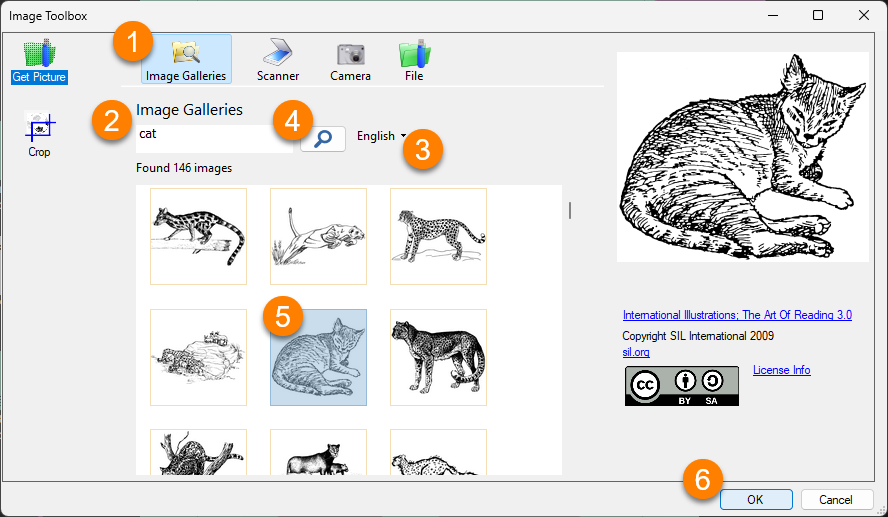 Image Toolbox
1
Get Picture
Image Galleries
Scanner
Camera
File
Crop
2
Image Galleries
4
cat
English
3
Found 146 images
5
International Illustrations; The Art Of Reading 3.0
Copyright SIL International 2009
sil.org
cc
BY SA
License Info
6
OK
Cancel